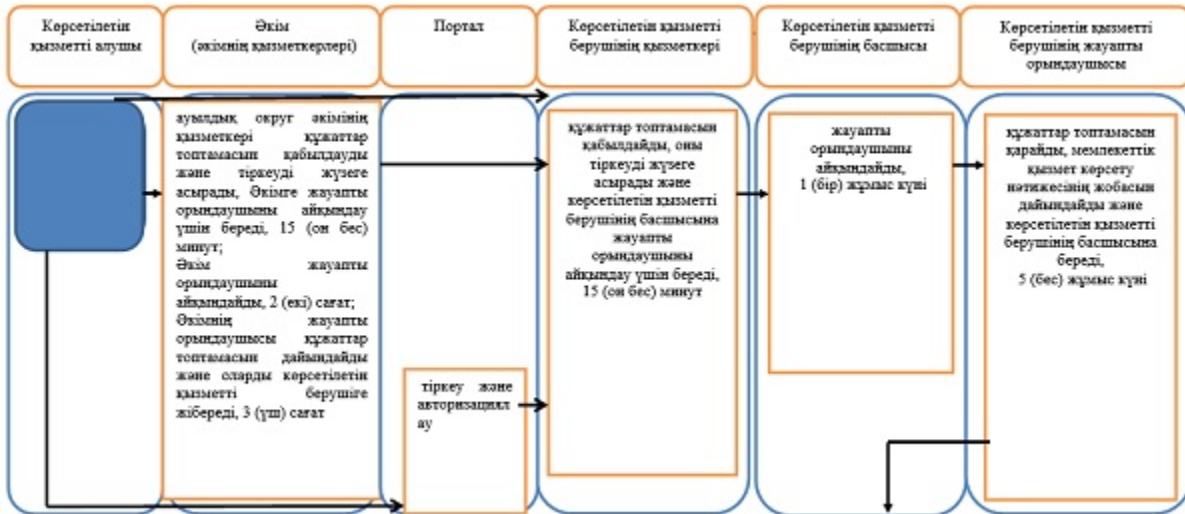 Көрсетілетін
қызметті алушы
Әкім
(әкімнің қызметкерлері)
Портал
Көрсетілетін қызметті
берушінің қызметкері
Көрсетілетін қызметті
берушінің басшысы
Көрсетілетін қызметті
берушінің жауапты
орындаушысы
ауылдық округ әкімінің
қызметкері құжаттар
топтамасын қабылдауды
және тіркеуді жүзеге
асырады, Әкімге жауапты
орындаушыны айқындау
үшін береді, 15 (он бес)
минут;
Әкім жауапты
орындаушыны
айқындайды, 2 (екі) сағат;
Әкімнің жауапты
орындаушысы құжаттар
топтамасын дайындайды
және оларды көрсетілетін
қызметті берушіге
жібереді, 3 (үш) сағат
тіркеу және
авторизациял
ау
құжаттар топтамасын
қабылдайды, оны
тіркеуді жүзеге
асырады және
көрсетілетін қызметті
берушінің басшысына
жауапты
орындаушыны
айқындау үшін береді,
15 (он бес) минут
жауапты
орындаушыны
айқындайды,
1 (бір) жұмыс күні
құжаттар топтамасын
қарайды, мемлекеттік
қызмет көрсету
нәтижесінің жобасын
дайындайды және
көрсетілетін қызметті
берушінің басшысына
береді,
5 (бес) жұмыс күні